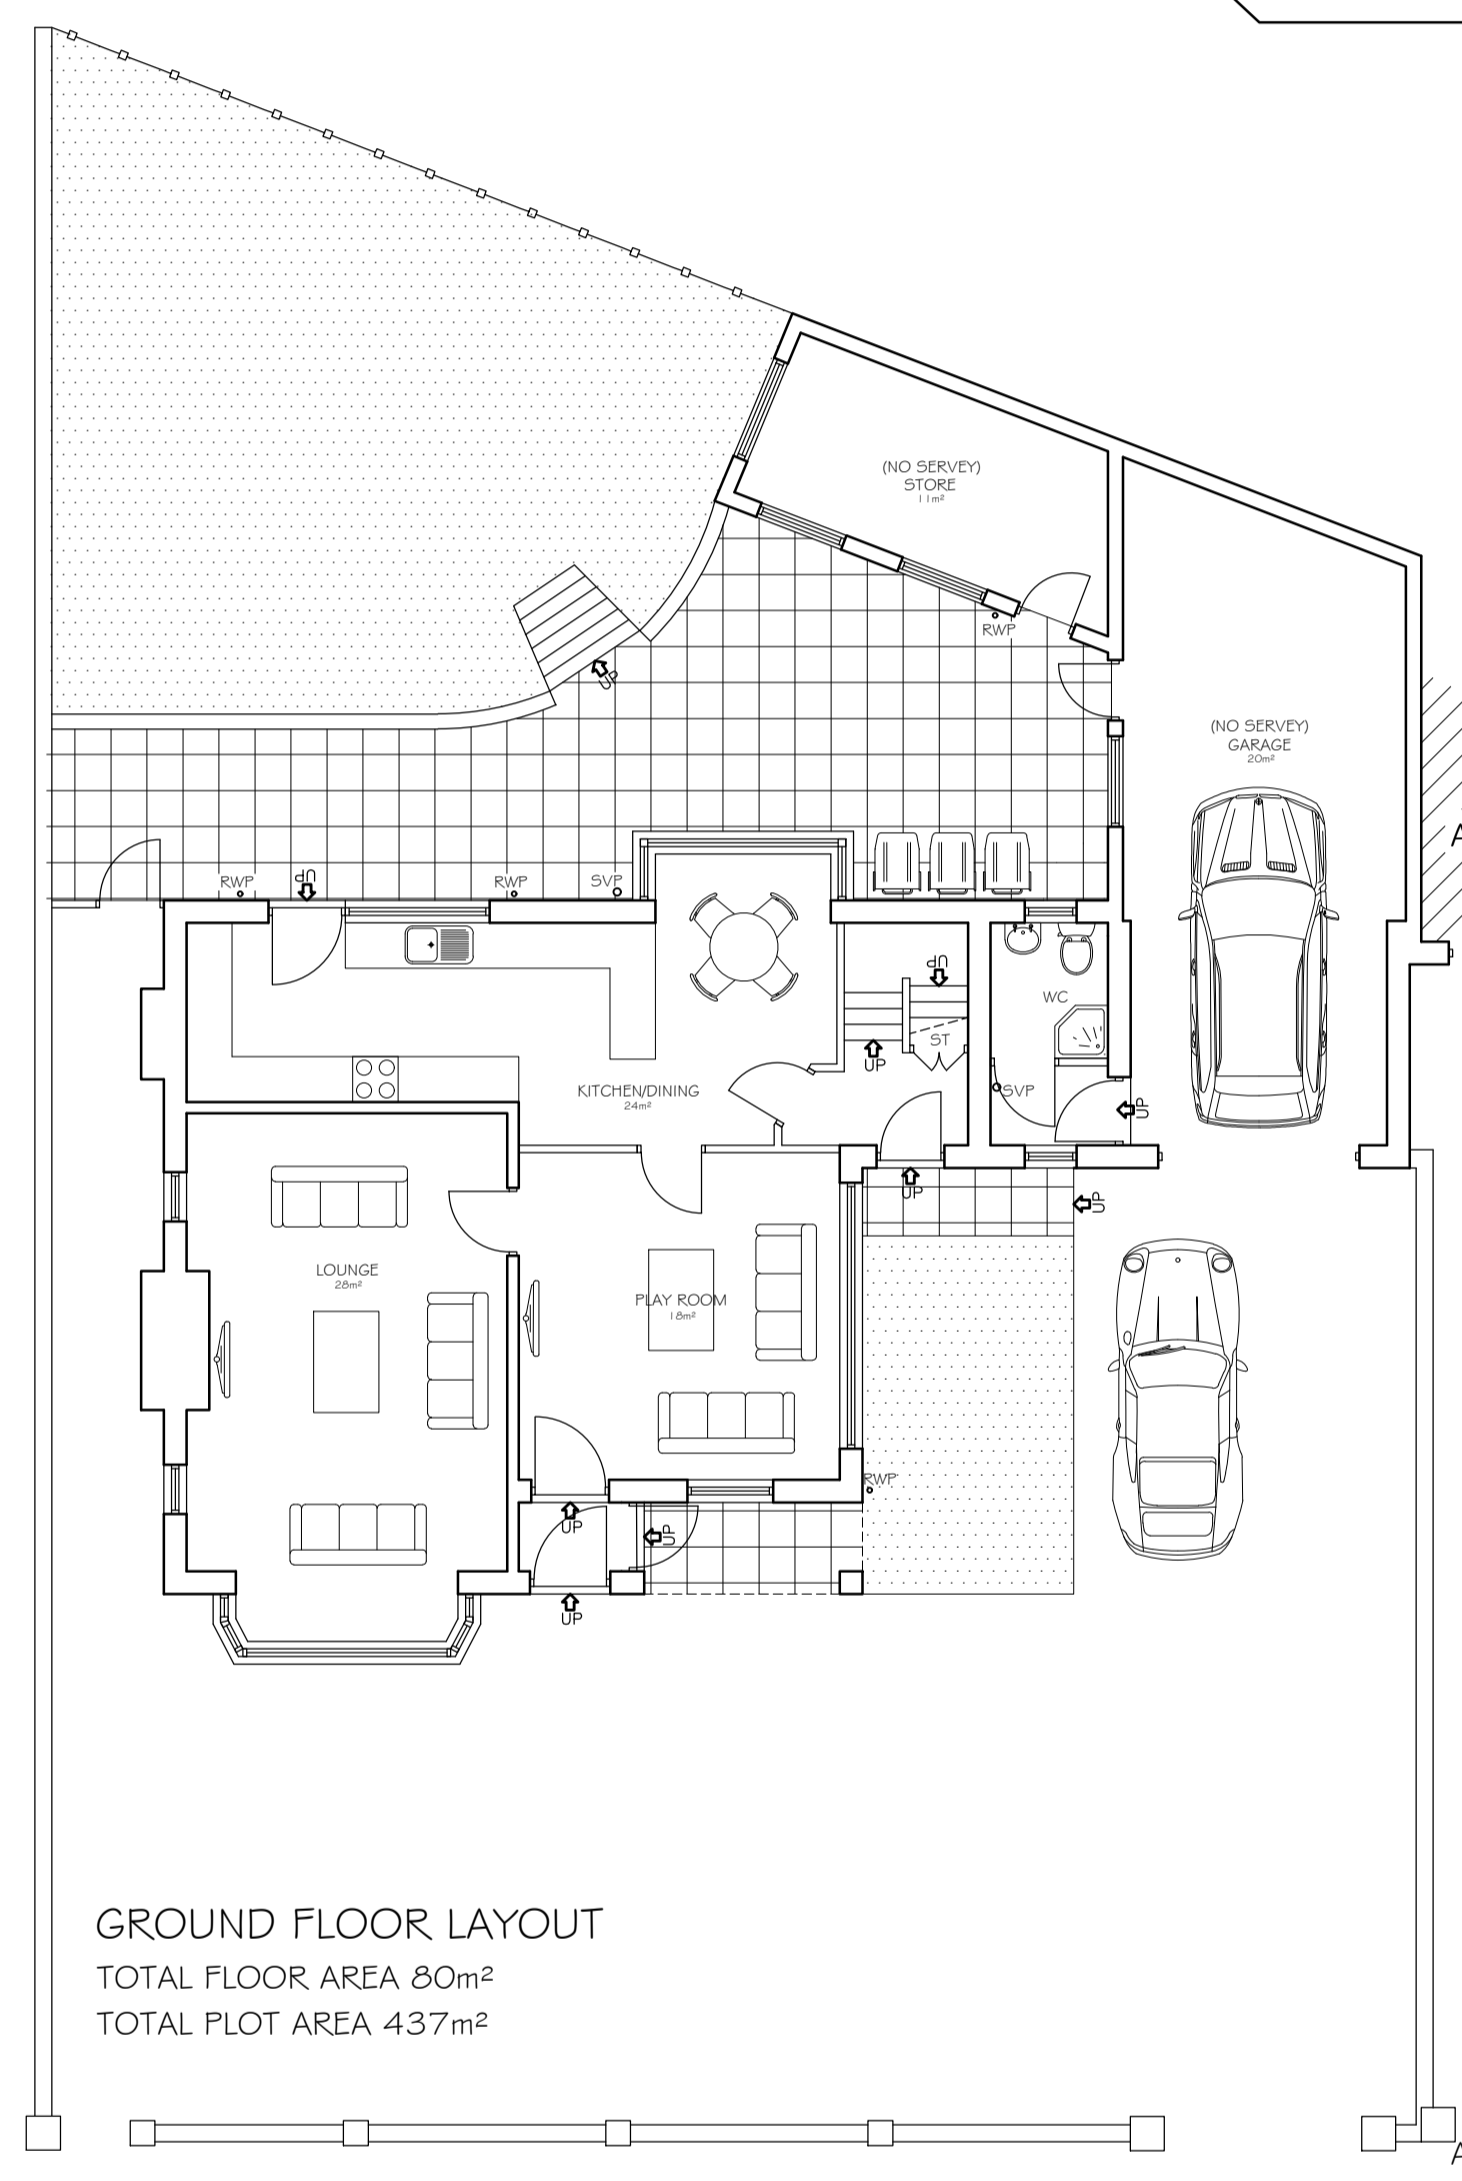 (NO SERVEY)
STORE
11m²
RWP
UP
(NO SERVEY)
GARAGE
20m²
A
RWP
UP
RWP
SVP
UP
WC
ST
UP
KITCHEN/DINING
24m²
SVP
UP
UP
UP
LOUNGE
28m²
PLAY ROOM
18m²
RWP
UP
UP
UP
GROUND FLOOR LAYOUT
TOTAL FLOOR AREA 80m²
TOTAL PLOT AREA 437m²
A